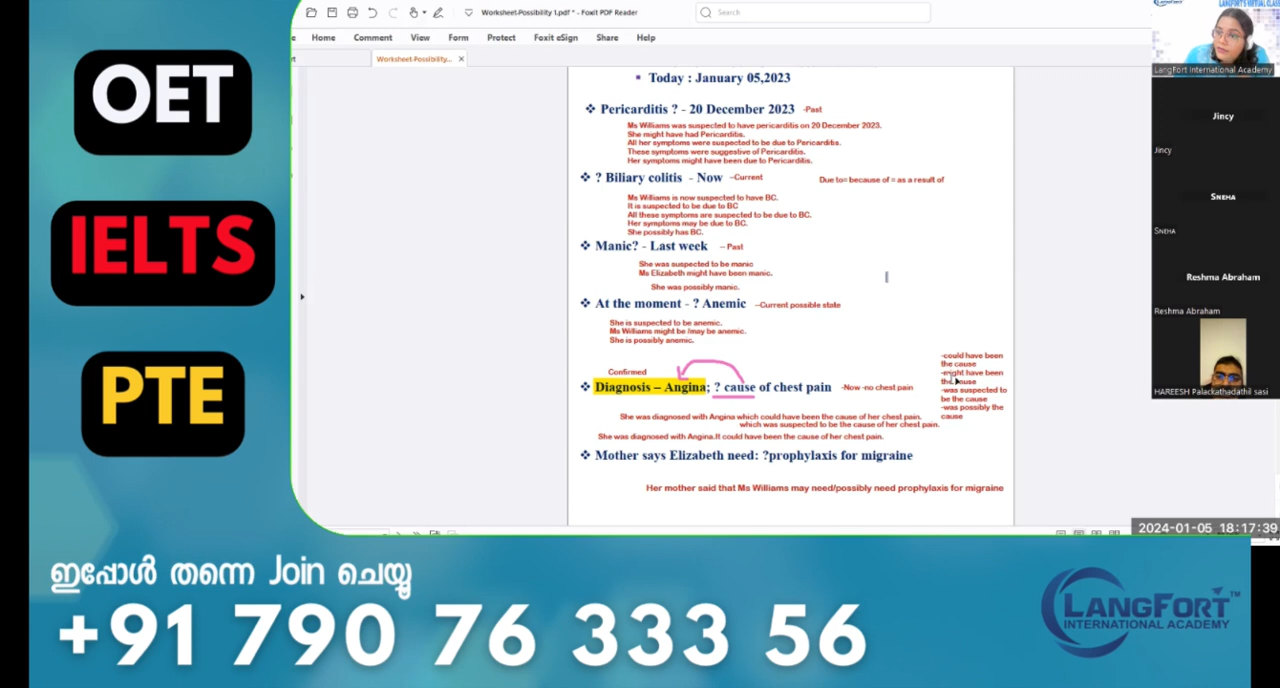 OET
IELTS
PTE
Worksheet-Possibility 1.pdf * - Foxit PDF Reader
Search
Home Comment View Form Protect Foxit eSign Share Help
Worksheet-Possibility...
Today : January 05,2023
Pericarditis ? - 20 December 2023 -Past
Ms Williams was suspected to have pericarditis on 20 December 2023.
She might have had Pericarditis.
All her symptoms were suspected to be due to Pericarditis.
These symptoms were suggestive of Pericarditis.
Her symptoms might have been due to Pericarditis.
? Biliary colitis - Now --Current
Due to= because of = as a result of
Ms Williams is now suspected to have BC.
It is suspected to be due to BC
All these symptoms are suspected to be due to BC.
Her symptoms may be due to BC.
She possibly has BC.
Manic? - Last week -- Past
She was suspected to be manic
Ms Elizabeth might have been manic.
She was possibly manic.
At the moment - ? Anemic --Current possible state
She is suspected to be anemic.
Ms Williams might be /may be anemic.
She is possibly anemic.
Confirmed
Diagnosis – Angina; ? cause of chest pain -Now -no chest pain
-could have been
the cause
-might have been
the cause
-was suspected to
be the cause
-was possibly the
cause
She was diagnosed with Angina which could have been the cause of her chest pain.
which was suspected to be the cause of her chest pain.
She was diagnosed with Angina.It could have been the cause of her chest pain.
Mother says Elizabeth need: ?prophylaxis for migraine
Her mother said that Ms Williams may need/possibly need prophylaxis for migraine
LANGFORT'S VIRTUAL CLAS
LangFort International Academy
Jincy
Jincy
Sneha
Sneha
Reshma Abraham
Reshma Abraham
HAREESH Palackathadathil sasi
2024-01-05 18:17:39
ഇപ്പോൾ തന്നെ Join ചെയ്യൂ
+91 790 76 333 56
LANGFORT™
INTERNATIONAL ACADEMY